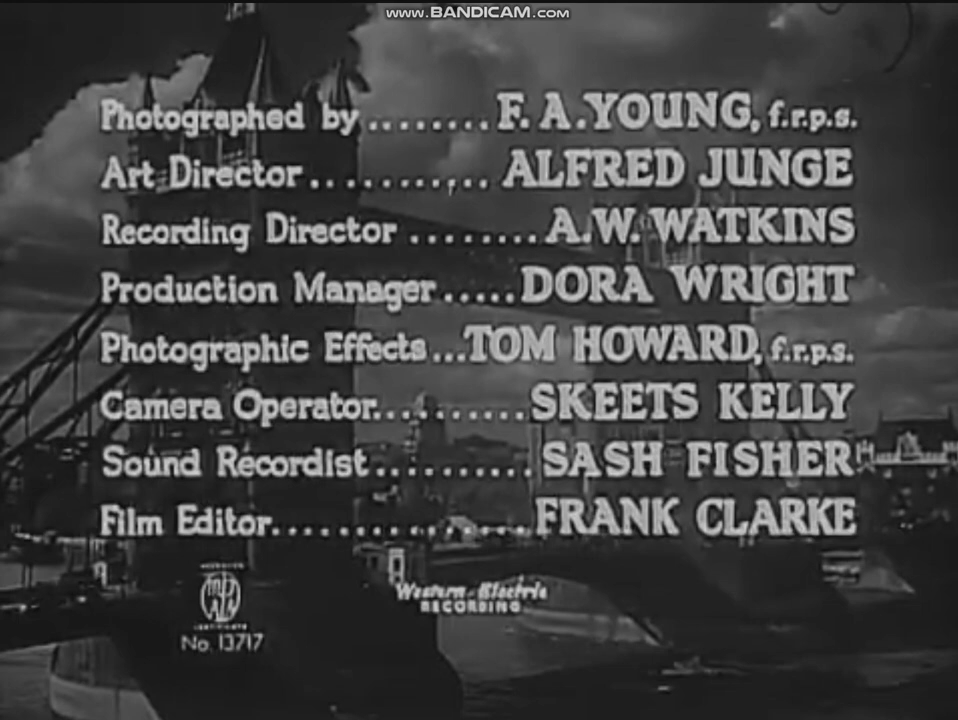 www.BANDICAM.com
Photographed by ........ F. A. YOUNG, f.r.p.s.
Art Director ............ ALFRED JUNGE
Recording Director ........ A.W. WATKINS
Production Manager ..... DORA WRIGHT
Photographic Effects ... TOM HOWARD, f.r.p.s.
Camera Operator........... SKEETS KELLY
Sound Recordist .......... SASH FISHER
Film Editor................ FRANK CLARKE
Western Electric
RECORDING
CERTIFICATE
No. 13717